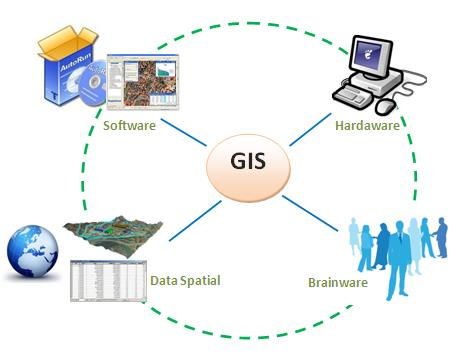 AutoRun
Software
Hardaware
GIS
Data Spatial
Brainware